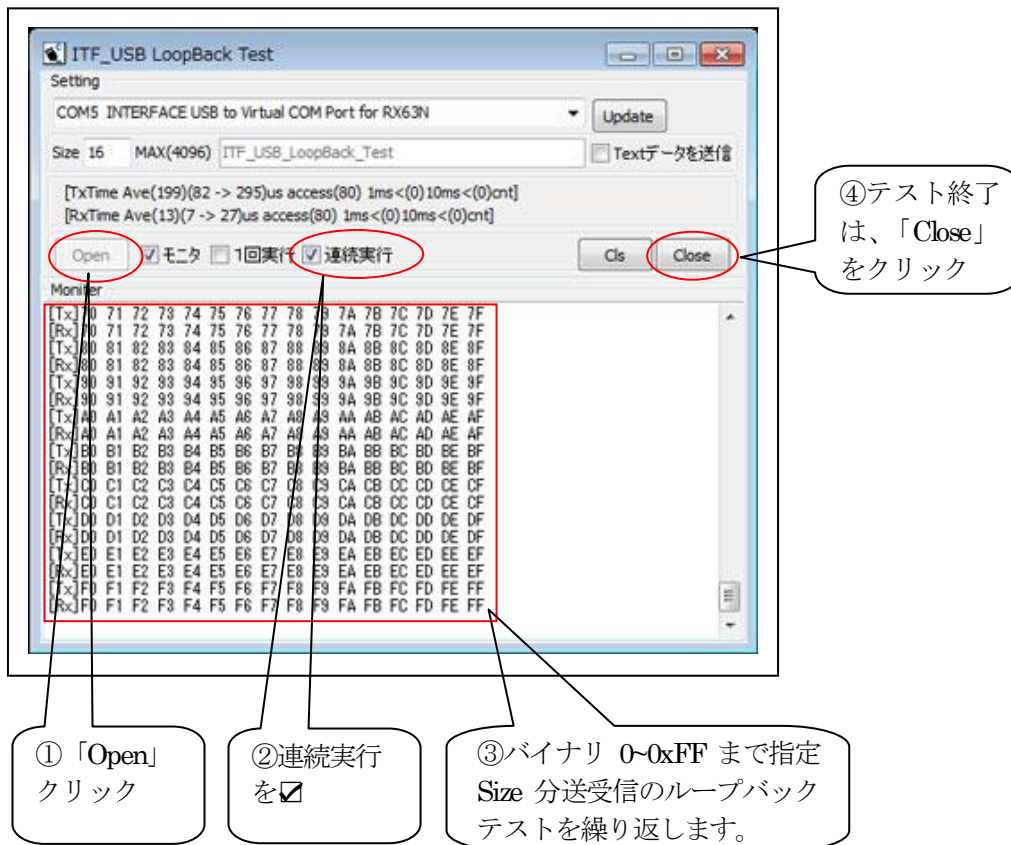 ITF_USB LoopBack Test
Setting
COM5 INTERFACE USB to Virtual COM Port for RX63N
Update
Size 16 MAX(4096) ITF_USB_LoopBack_Test
Textデータを送信
[TxTime Ave(199)(82 -> 295)us access(80) 1ms<(0)10ms<(0)cnt]
[RxTime Ave(13)(7 -> 27)us access(80) 1ms<(0)10ms<(0)cnt]
Open モニタ 1回実行 連続実行 Cls Close
Moniter
[Tx]70 71 72 73 74 75 76 77 78 79 7A 7B 7C 7D 7E 7F
[Rx]70 71 72 73 74 75 76 77 78 79 7A 7B 7C 7D 7E 7F
[Tx]80 81 82 83 84 85 86 87 88 89 8A 8B 8C 8D 8E 8F
[Rx]80 81 82 83 84 85 86 87 88 89 8A 8B 8C 8D 8E 8F
[Tx]90 91 92 93 94 95 96 97 98 99 9A 9B 9C 9D 9E 9F
[Rx]90 91 92 93 94 95 96 97 98 99 9A 9B 9C 9D 9E 9F
[Tx]A0 A1 A2 A3 A4 A5 A6 A7 A8 A9 AA AB AC AD AE AF
[Rx]A0 A1 A2 A3 A4 A5 A6 A7 A8 A9 AA AB AC AD AE AF
[Tx]B0 B1 B2 B3 B4 B5 B6 B7 B8 B9 BA BB BC BD BE BF
[Rx]B0 B1 B2 B3 B4 B5 B6 B7 B8 B9 BA BB BC BD BE BF
[Tx]C0 C1 C2 C3 C4 C5 C6 C7 C8 C9 CA CB CC CD CE CF
[Rx]C0 C1 C2 C3 C4 C5 C6 C7 C8 C9 CA CB CC CD CE CF
[Tx]D0 D1 D2 D3 D4 D5 D6 D7 D8 D9 DA DB DC DD DE DF
[Rx]D0 D1 D2 D3 D4 D5 D6 D7 D8 D9 DA DB DC DD DE DF
[Tx]E0 E1 E2 E3 E4 E5 E6 E7 E8 E9 EA EB EC ED EE EF
[Rx]E0 E1 E2 E3 E4 E5 E6 E7 E8 E9 EA EB EC ED EE EF
[Tx]F0 F1 F2 F3 F4 F5 F6 F7 F8 F9 FA FB FC FD FE FF
[Rx]F0 F1 F2 F3 F4 F5 F6 F7 F8 F9 FA FB FC FD FE FF
④テスト終了
は、「Close」
をクリック
①「Open」
クリック
②連続実行
を☑
③バイナリ 0~0xFF まで指定
Size 分送受信のループバック
テストを繰り返します。